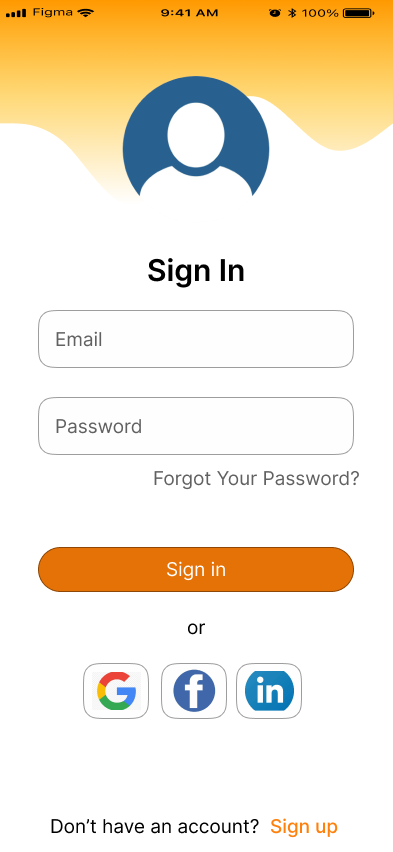 Figma 9:41 AM 100%
Sign In
Email
Password
Forgot Your Password?
Sign in
or
G f in
Don’t have an account? Sign up